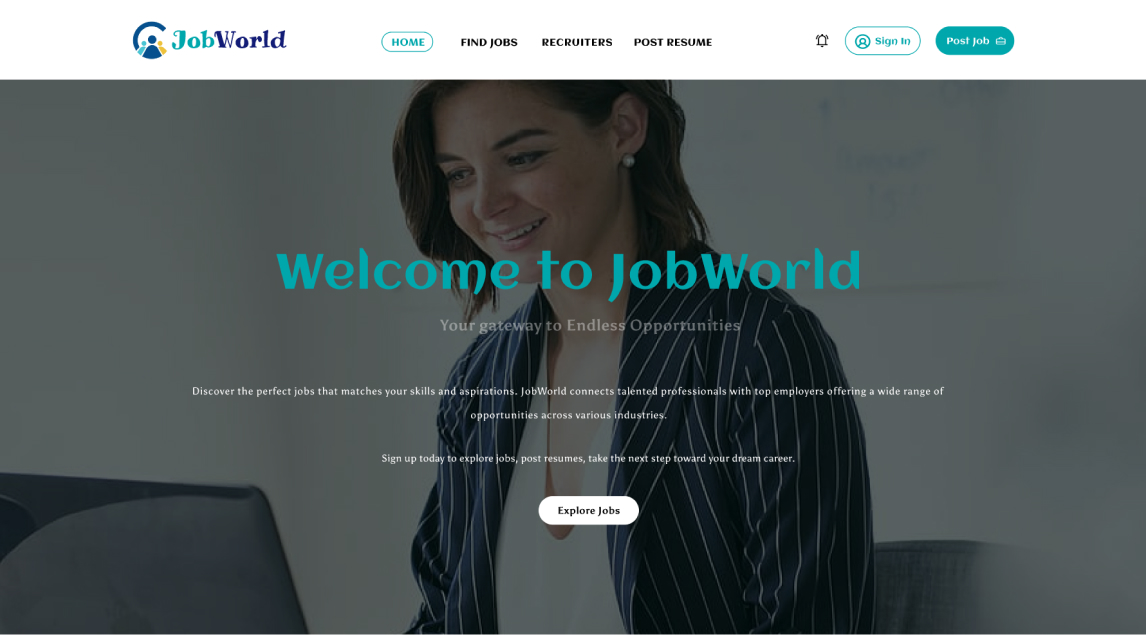 JobWorld
HOME FIND JOBS RECRUITERS POST RESUME Sign In Post Job
Welcome to JobWorld
Your gateway to Endless Opportunities
Discover the perfect jobs that matches your skills and aspirations. JobWorld connects talented professionals with top employers offering a wide range of
opportunities across various industries.
Sign up today to explore jobs, post resumes, take the next step toward your dream career.
Explore Jobs